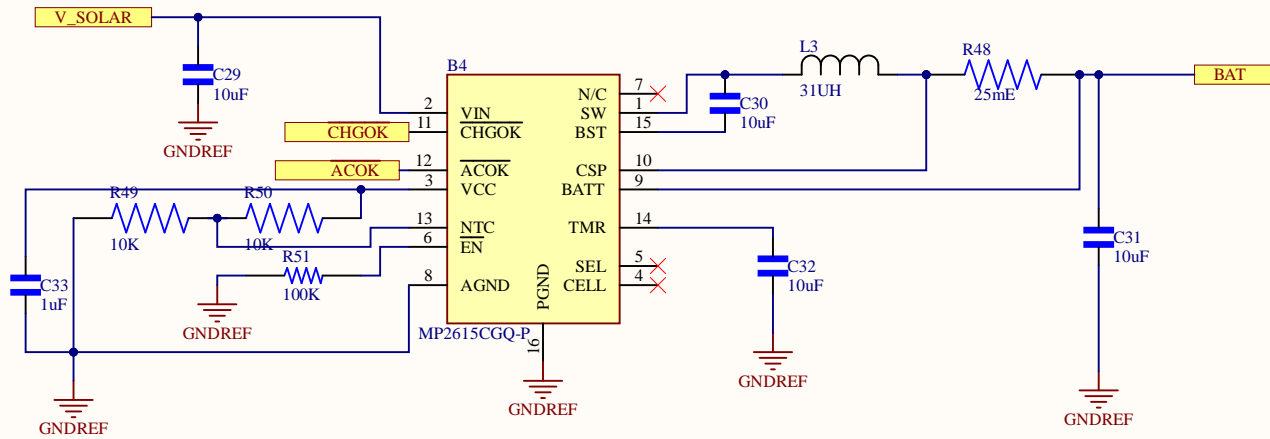 V_SOLAR
C29
10uF
GNDREF
B4
MP2615CGQ-P
2
VIN
11
CHGOK
CHGOK
12
ACOK
ACOK
3
VCC
13
NTC
6
EN
8
AGND
PGND
16
GNDREF
7
N/C
1
SW
15
BST
10
CSP
9
BATT
14
TMR
5
SEL
4
CELL
R49
10K
R50
10K
R51
100K
GNDREF
C33
1uF
GNDREF
C30
10uF
L3
31UH
R48
25mE
BAT
C32
10uF
GNDREF
C31
10uF
GNDREF